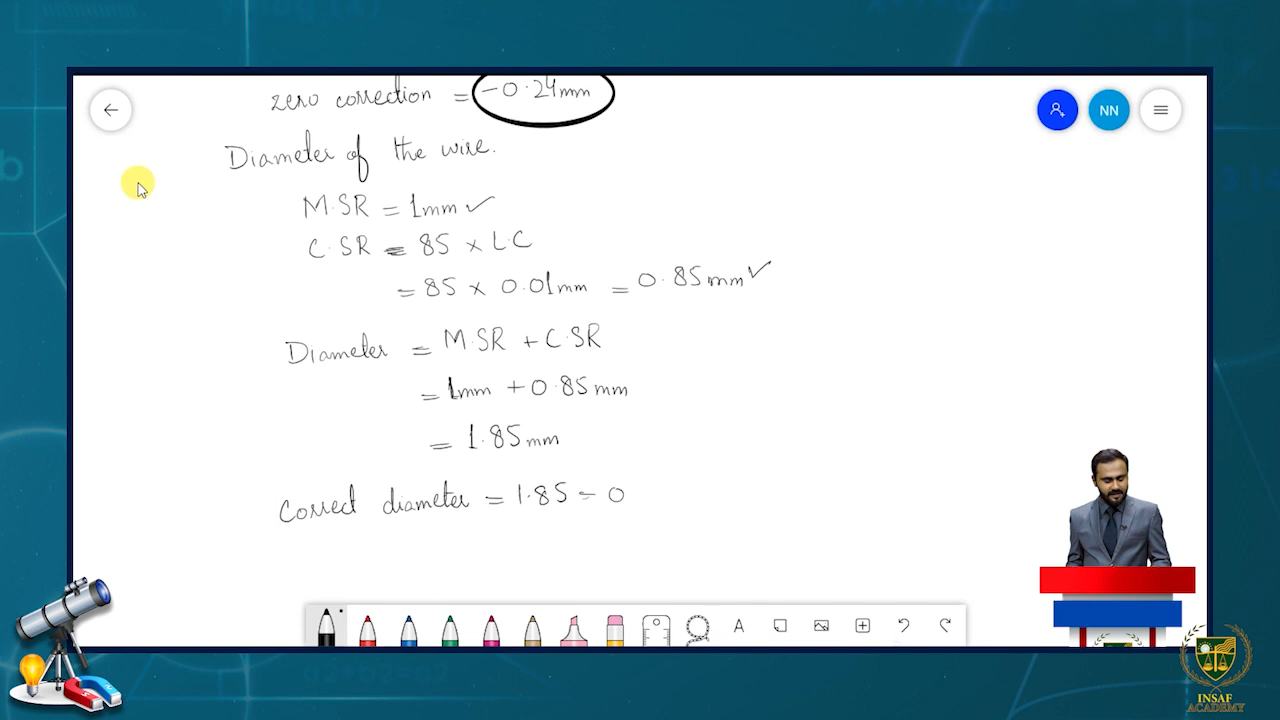 zero correction = -0.24mm
Diameter of the wire.
M.SR = 1mm ✓
C.SR = 85 × L.C
= 85 × 0.01mm = 0.85mm ✓
Diameter = M.SR + C.SR
= 1mm + 0.85mm
= 1.85mm
Correct diameter = 1.85 - 0
NN
A
INSAF
ACADEMY